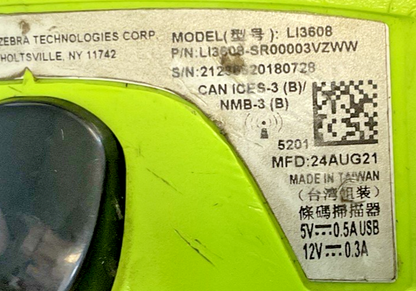 ZEBRA TECHNOLOGIES CORP.
HOLTSVILLE, NY 11742
MODEL(型号): LI3608
P/N:LI3608-SR00003VZWW
CAN ICES-3 (B)/
NMB-3 (B)
5201
MFD:24AUG21
MADE IN TAIWAN
(台湾組装)
條碼掃描器
5V⎓0.5A USB
12V⎓0.3A